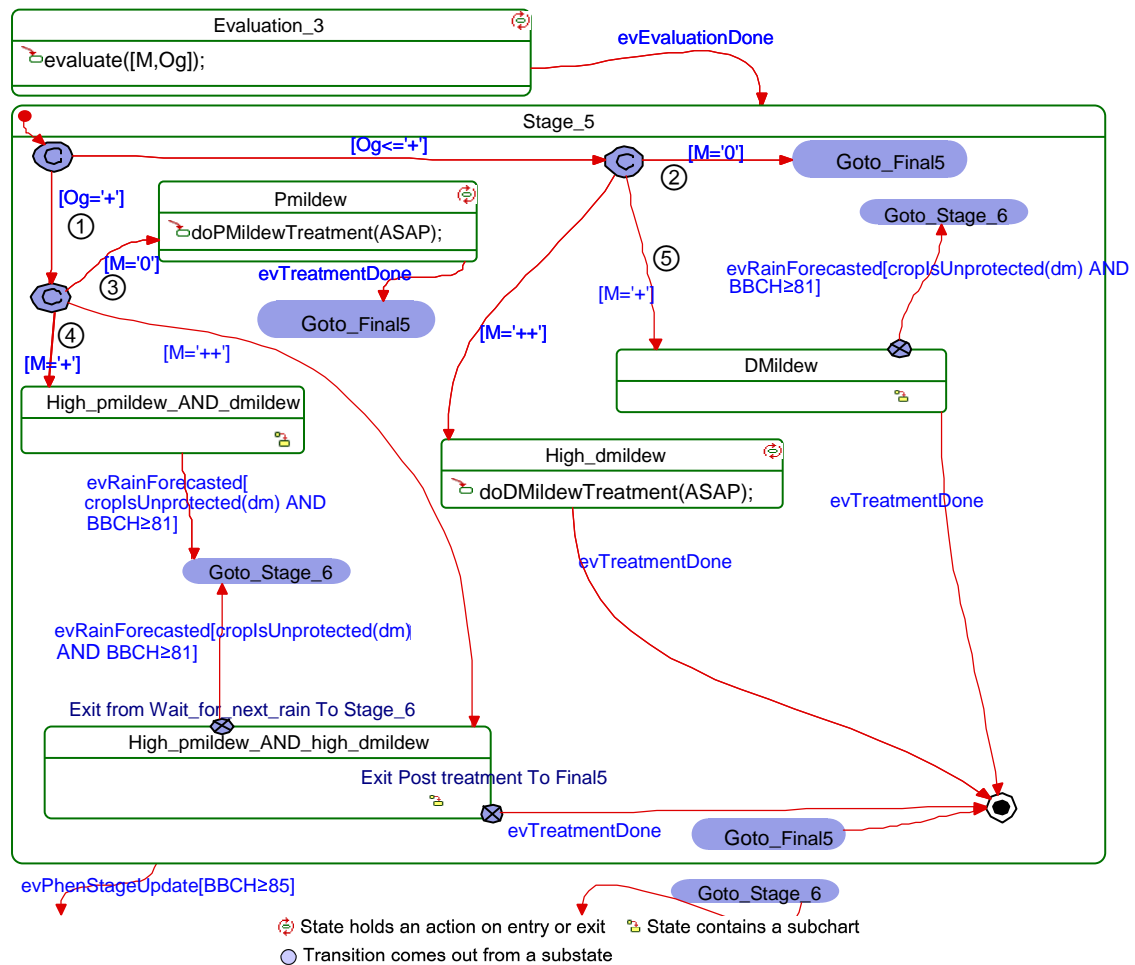 Evaluation_3
evaluate([M,Og]);
evEvaluationDone
Stage_5
[Og<='+']
[M='0']
Goto_Final5
②
[Og='+']
①
Pmildew
doPMildewTreatment(ASAP);
Goto_Stage_6
[M='0']
③
evTreatmentDone
⑤
evRainForecasted[cropIsUnprotected(dm) AND
BBCH≥81]
[M='+']
Goto_Final5
④
[M='++']
[M='++']
[M='+']
DMildew
High_pmildew_AND_dmildew
High_dmildew
doDMildewTreatment(ASAP);
evRainForecasted[
cropIsUnprotected(dm) AND
BBCH≥81]
evTreatmentDone
evTreatmentDone
Goto_Stage_6
evRainForecasted[cropIsUnprotected(dm)
AND BBCH≥81]
Exit from Wait_for_next_rain To Stage_6
High_pmildew_AND_high_dmildew
Exit Post treatment To Final5
evTreatmentDone
Goto_Final5
evPhenStageUpdate[BBCH≥85]
Goto_Stage_6
State holds an action on entry or exit
State contains a subchart
Transition comes out from a substate